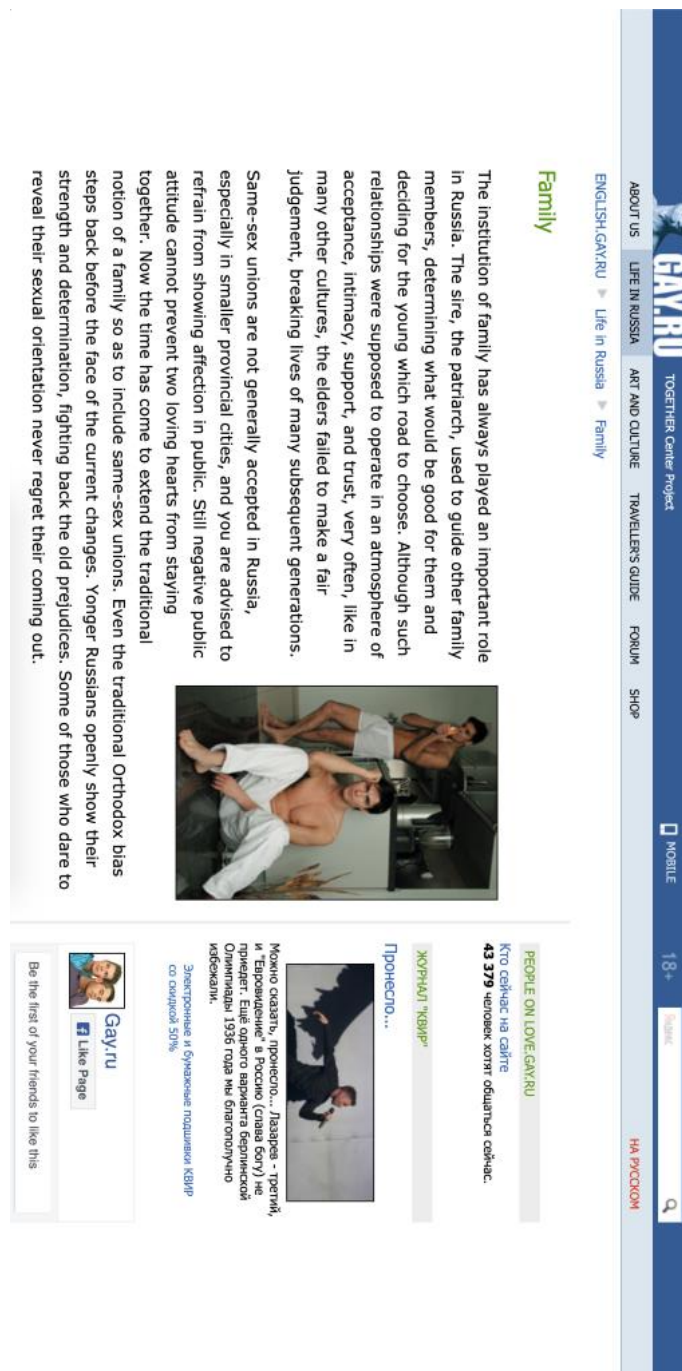 GAY.RU
TOGETHER Center Project
MOBILE
18+
Яндекс
ABOUT US
LIFE IN RUSSIA
ART AND CULTURE
TRAVELLER'S GUIDE
FORUM
SHOP
НА РУССКОМ
ENGLISH.GAY.RU ▶ Life in Russia ▶ Family
Family
The institution of family has always played an important role
in Russia. The sire, the patriarch, used to guide other family
members, determining what would be good for them and
deciding for the young which road to choose. Although such
relationships were supposed to operate in an atmosphere of
acceptance, intimacy, support, and trust, very often, like in
many other cultures, the elders failed to make a fair
judgement, breaking lives of many subsequent generations.
Same-sex unions are not generally accepted in Russia,
especially in smaller provincial cities, and you are advised to
refrain from showing affection in public. Still negative public
attitude cannot prevent two loving hearts from staying
together. Now the time has come to extend the traditional
notion of a family so as to include same-sex unions. Even the traditional Orthodox bias
steps back before the face of the current changes. Yonger Russians openly show their
strength and determination, fighting back the old prejudices. Some of those who dare to
reveal their sexual orientation never regret their coming out.
PEOPLE ON LOVE.GAY.RU
Кто сейчас на сайте
43 379 человек хотят общаться сейчас.
ЖУРНАЛ "КВИР"
Пронесло...
Можно сказать, пронесло... Лазарев - третий,
и "Евровидение" в Россию (слава богу) не
приедет. Ещё одного варианта берлинской
Олимпиады 1936 года мы благополучно
избежали.
Электронные и бумажные подшивки КВИР
со скидкой 50%
Gay.ru
Like Page
Be the first of your friends to like this